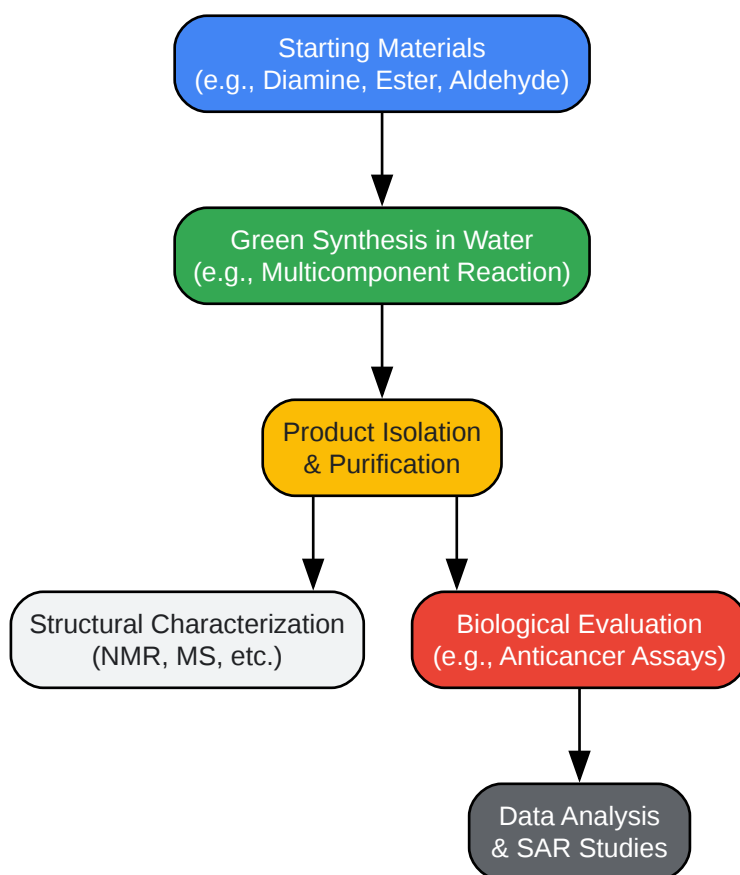 Starting Materials
(e.g., Diamine, Ester, Aldehyde)
Green Synthesis in Water
(e.g., Multicomponent Reaction)
Product Isolation
& Purification
Structural Characterization
(NMR, MS, etc.)
Biological Evaluation
(e.g., Anticancer Assays)
Data Analysis
& SAR Studies